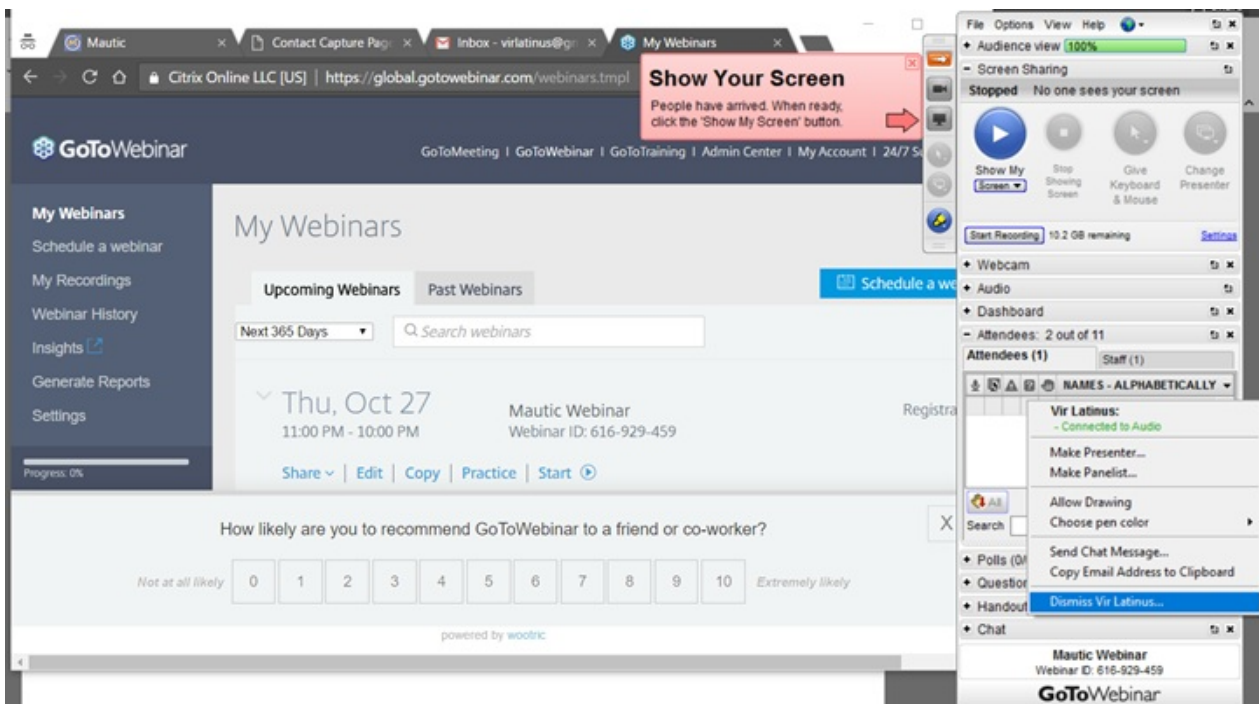 Mautic
Contact Capture Pag
Inbox - virlatinus@g
My Webinars
Citrix Online LLC [US] | https://global.gotowebinar.com/webinars.tmpl
Show Your Screen
People have arrived. When ready,
click the 'Show My Screen' button.
GoToWebinar
GoToMeeting | GoToWebinar | GoToTraining | Admin Center | My Account | 24/7 S
My Webinars
Schedule a webinar
My Recordings
Webinar History
Insights
Generate Reports
Settings
Progress: 0%
My Webinars
Upcoming Webinars
Past Webinars
Schedule a we
Next 365 Days
Search webinars
Thu, Oct 27
11:00 PM - 10:00 PM
Mautic Webinar
Webinar ID: 616-929-459
Registra
Share | Edit | Copy | Practice | Start
How likely are you to recommend GoToWebinar to a friend or co-worker?
X
Not at all likely 0 1 2 3 4 5 6 7 8 9 10 Extremely likely
powered by wootric
File Options View Help
Audience view 100%
Screen Sharing
Stopped No one sees your screen
Show My
Screen
Stop
Showing
Screen
Give
Keyboard
& Mouse
Change
Presenter
Start Recording 10.2 GB remaining Settings
Webcam
Audio
Dashboard
Attendees: 2 out of 11
Attendees (1)
Staff (1)
NAMES - ALPHABETICALLY
Vir Latinus:
- Connected to Audio
Make Presenter...
Make Panelist...
Allow Drawing
Choose pen color
Send Chat Message...
Copy Email Address to Clipboard
Dismiss Vir Latinus...
All
Search
Polls (0/
Question
Handout
Chat
Mautic Webinar
Webinar ID: 616-929-459
GoToWebinar